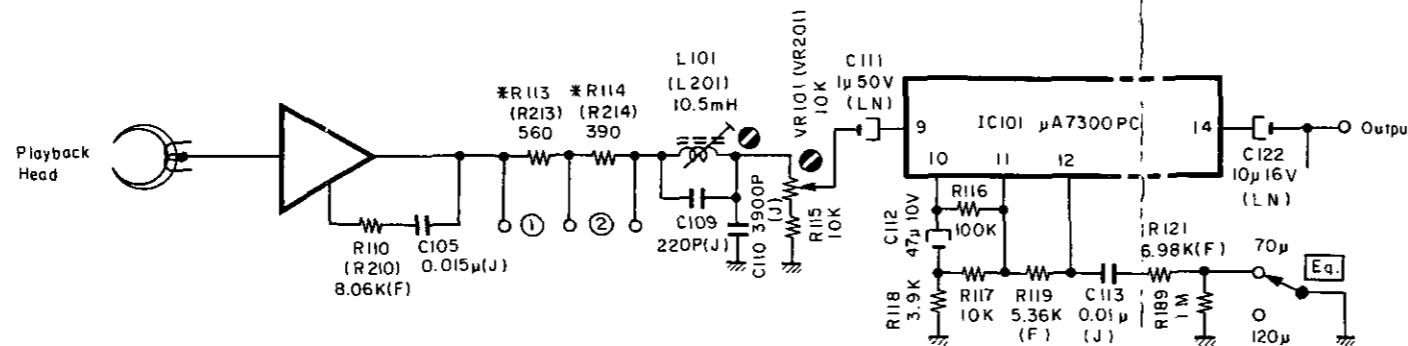 Playback
Head
R110
(R210)
8.06K(F)
C105
0.015μ(J)
*R113
(R213)
560
*R114
(R214)
390
①
②
L101
(L201)
10.5mH
C109
220P(J)
C110 3900P
(J)
VR101 (VR201)
10K
R115
10K
C111
1μ 50V
(LN)
9
IC101 μA7300PC
14
10
11
12
C122
10μ 16V
(LN)
Outpu
C112
47μ 10V
R116
100K
R118
3.9K
R117
10K
R119
5.36K
(F)
C113
0.01μ
(J)
R121
6.98K(F)
R189
1M
70μ
Eq.
120μ